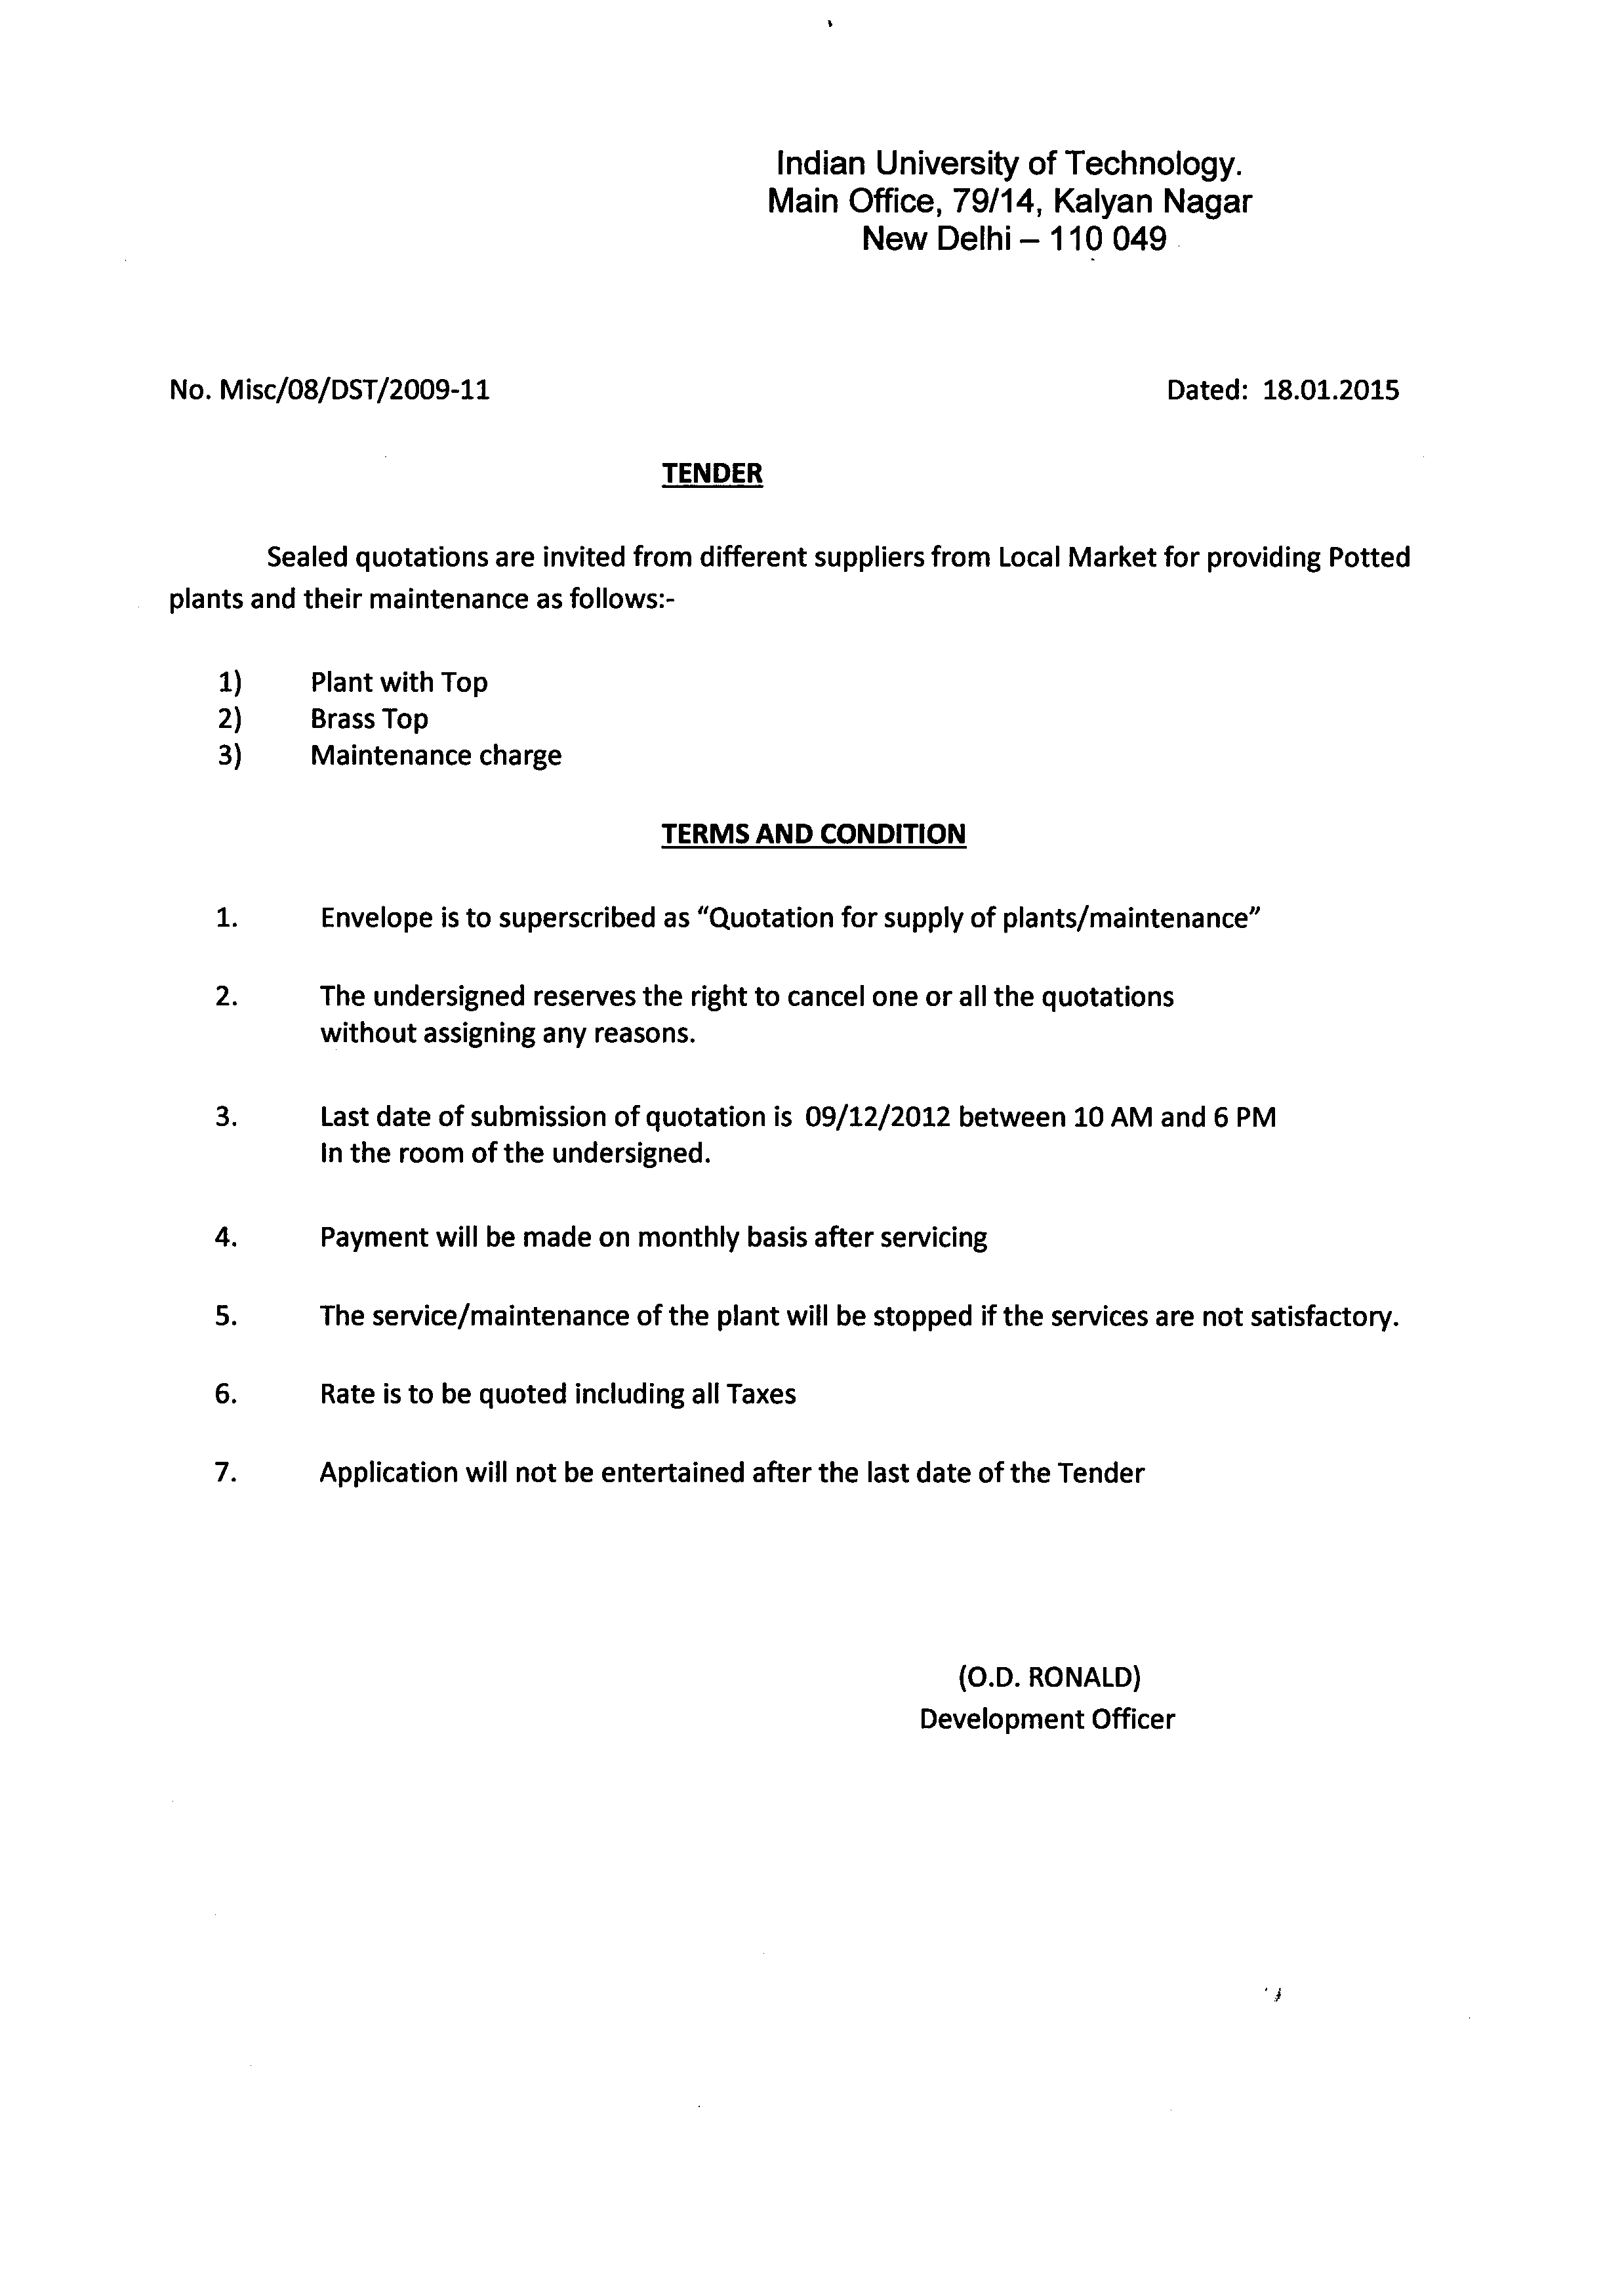 Indian University of Technology.
Main Office, 79/14, Kalyan Nagar
New Delhi – 110 049
No. Misc/08/DST/2009-11 Dated: 18.01.2015
TENDER
Sealed quotations are invited from different suppliers from Local Market for providing Potted
plants and their maintenance as follows:-
1) Plant with Top
2) Brass Top
3) Maintenance charge
TERMS AND CONDITION
1. Envelope is to superscribed as “Quotation for supply of plants/maintenance”
2. The undersigned reserves the right to cancel one or all the quotations
without assigning any reasons.
3. Last date of submission of quotation is 09/12/2012 between 10 AM and 6 PM
In the room of the undersigned.
4. Payment will be made on monthly basis after servicing
5. The service/maintenance of the plant will be stopped if the services are not satisfactory.
6. Rate is to be quoted including all Taxes
7. Application will not be entertained after the last date of the Tender
(O.D. RONALD)
Development Officer